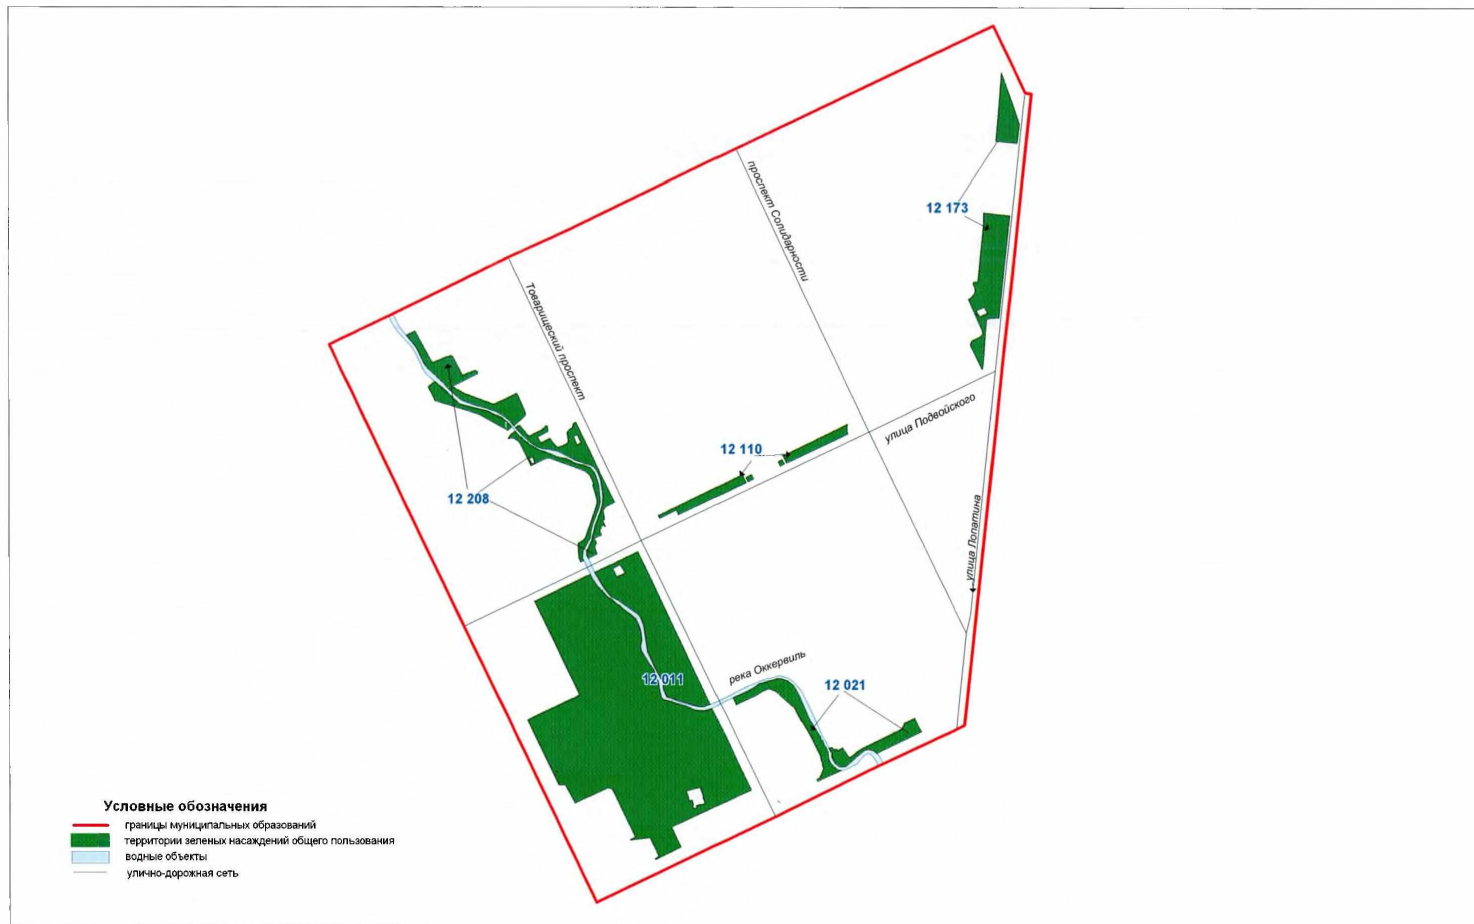 проспект Солидарности
12 173
Товарищеский проспект
улица Подвойского
12 110
12 208
улица Лопатина
река Оккервиль
12 011
12 021
Условные обозначения
границы муниципальных образований
территории зеленых насаждений общего пользования
водные объекты
улично-дорожная сеть